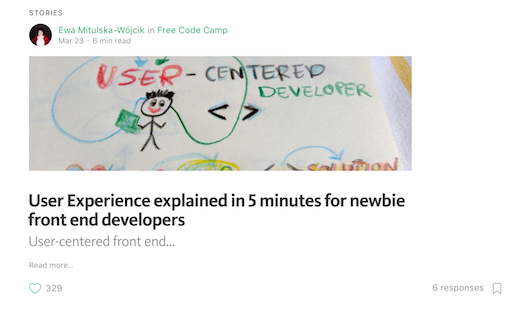 STORIES
Ewa Mitulska-Wójcik in Free Code Camp
Mar 23 · 6 min read
USER - CENTERED
DEVELOPER
< >
SOLUTION
User Experience explained in 5 minutes for newbie
front end developers
User-centered front end...
Read more...
329
6 responses